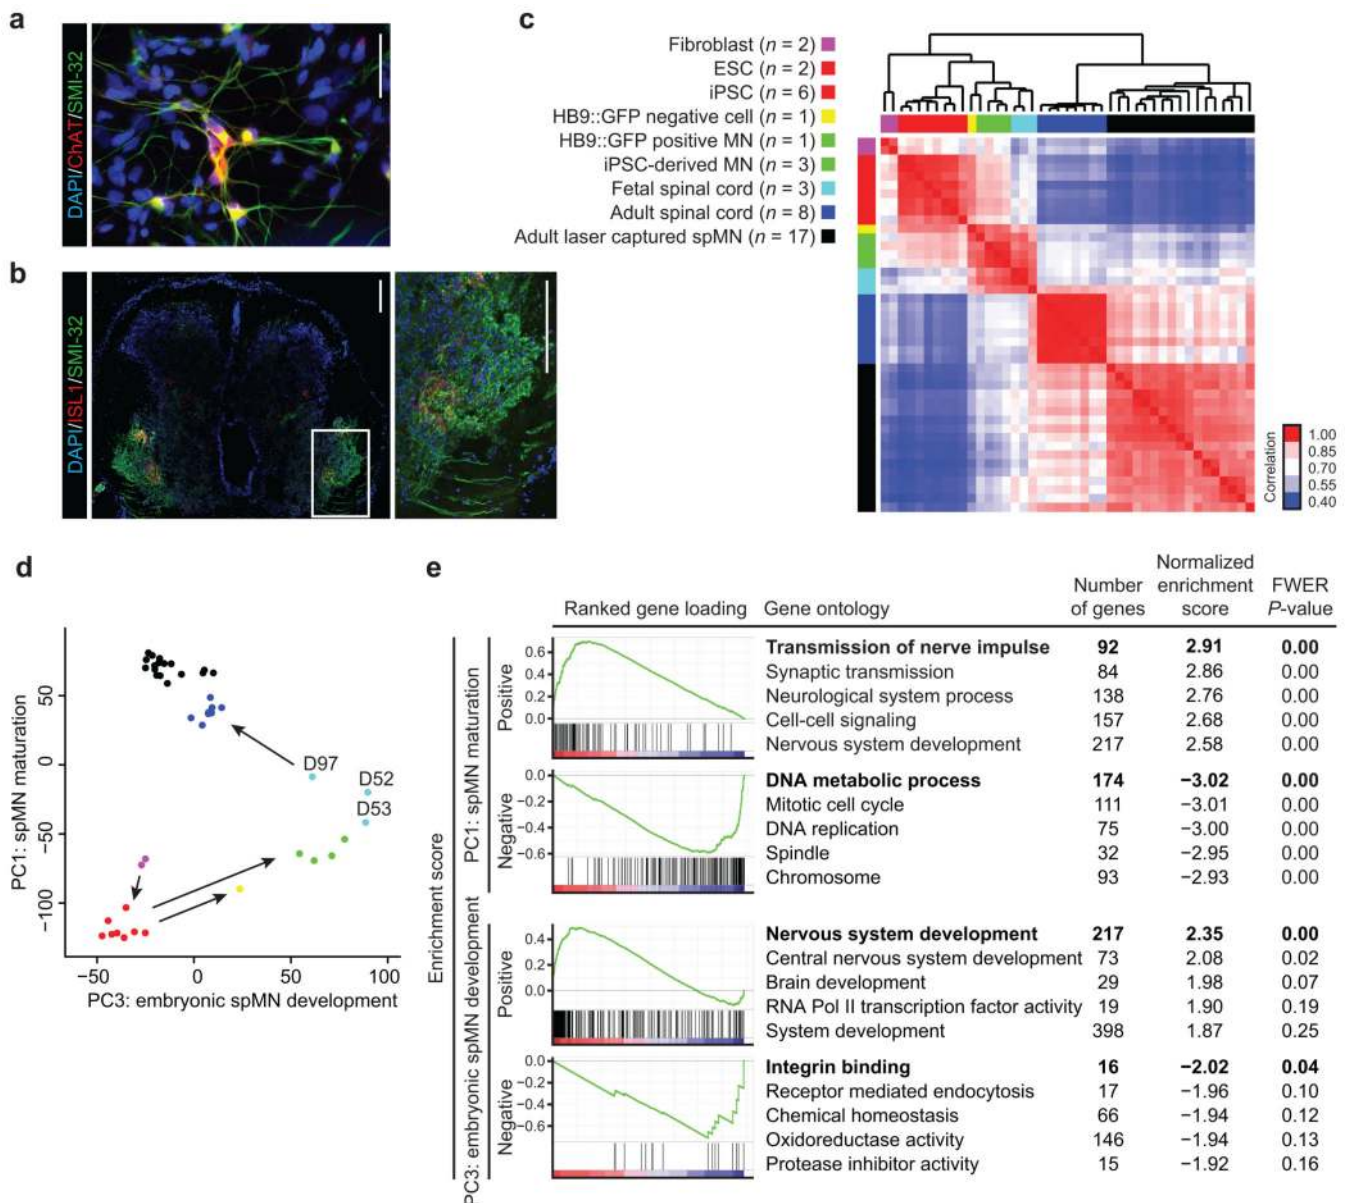 a
DAPI/ChAT/SMI-32
b
DAPI/ISL1/SMI-32
c
Fibroblast (n = 2)
ESC (n = 2)
iPSC (n = 6)
HB9::GFP negative cell (n = 1)
HB9::GFP positive MN (n = 1)
iPSC-derived MN (n = 3)
Fetal spinal cord (n = 3)
Adult spinal cord (n = 8)
Adult laser captured spMN (n = 17)
Correlation
1.00
0.85
0.70
0.55
0.40
d
PC1: spMN maturation
50
0
−50
−100
D97
D52
D53
−50 0 50 100
PC3: embryonic spMN development
e
Ranked gene loading Gene ontology Number of genes Normalized enrichment score FWER P-value
Enrichment score
PC1: spMN maturation
Positive
0.6
0.4
0.2
0.0
Transmission of nerve impulse 92 2.91 0.00
Synaptic transmission 84 2.86 0.00
Neurological system process 138 2.76 0.00
Cell-cell signaling 157 2.68 0.00
Nervous system development 217 2.58 0.00
Negative
0.0
−0.2
−0.4
−0.6
DNA metabolic process 174 −3.02 0.00
Mitotic cell cycle 111 −3.01 0.00
DNA replication 75 −3.00 0.00
Spindle 32 −2.95 0.00
Chromosome 93 −2.93 0.00
PC3: embryonic spMN development
Positive
0.4
0.2
0.0
Nervous system development 217 2.35 0.00
Central nervous system development 73 2.08 0.02
Brain development 29 1.98 0.07
RNA Pol II transcription factor activity 19 1.90 0.19
System development 398 1.87 0.25
Negative
0.0
−0.2
−0.4
−0.6
Integrin binding 16 −2.02 0.04
Receptor mediated endocytosis 17 −1.96 0.10
Chemical homeostasis 66 −1.94 0.12
Oxidoreductase activity 146 −1.94 0.13
Protease inhibitor activity 15 −1.92 0.16